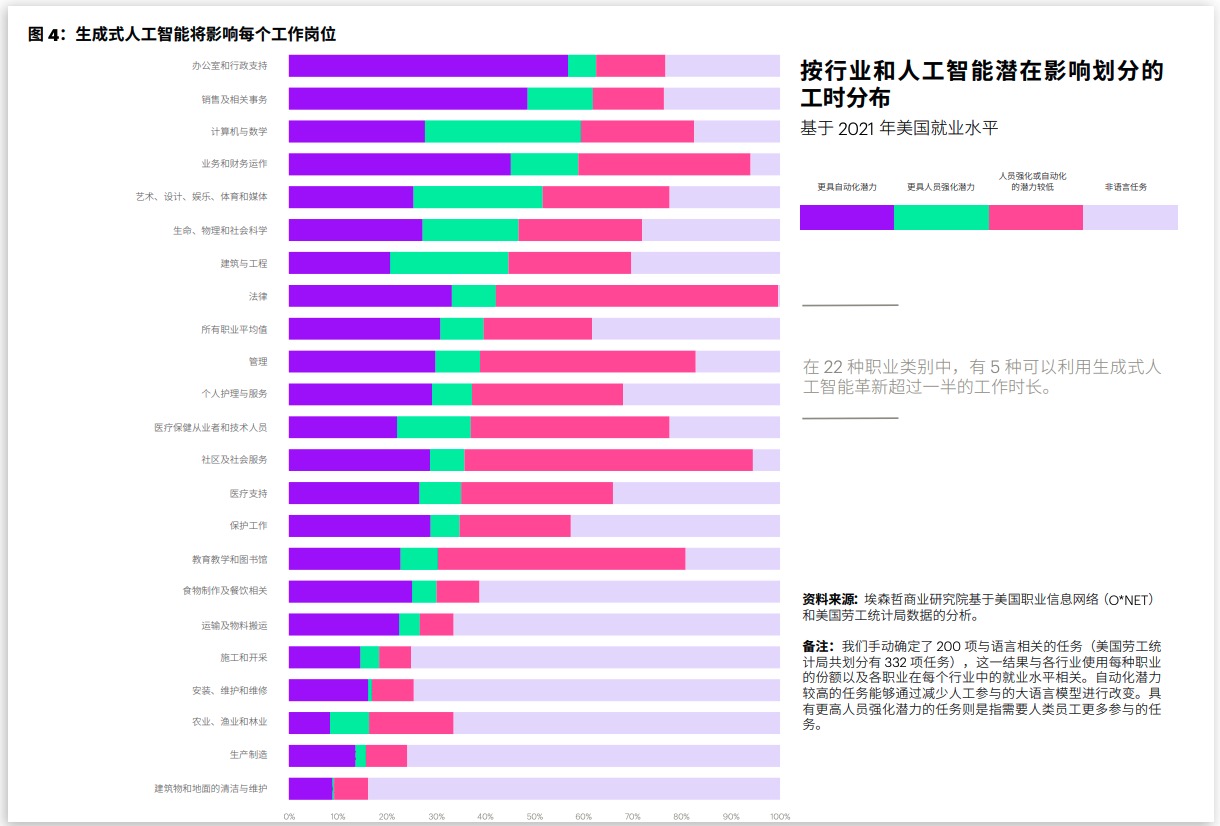 图 4：生成式人工智能将影响每个工作岗位
办公室和行政支持
销售及相关事务
计算机与数学
业务和财务运作
艺术、设计、娱乐、体育和媒体
生命、物理和社会科学
建筑与工程
法律
所有职业平均值
管理
个人护理与服务
医疗保健从业者和技术人员
社区及社会服务
医疗支持
保护工作
教育教学和图书馆
食物制作及餐饮相关
运输及物料搬运
施工和开采
安装、维护和维修
农业、渔业和林业
生产制造
建筑物和地面的清洁与维护
0% 10% 20% 30% 40% 50% 60% 70% 80% 90% 100%
按行业和人工智能潜在影响划分的
工时分布
基于 2021 年美国就业水平
更具自动化潜力
更具人员强化潜力
人员强化或自动化
的潜力较低
非语言任务
在 22 种职业类别中，有 5 种可以利用生成式人
工智能革新超过一半的工作时长。
资料来源：埃森哲商业研究院基于美国职业信息网络（O*NET）
和美国劳工统计局数据的分析。
备注：我们手动确定了 200 项与语言相关的任务（美国劳工统
计局共划分有 332 项任务），这一结果与各行业使用每种职业
的份额以及各职业在每个行业中的就业水平相关。自动化潜力
较高的任务能够通过减少人工参与的大语言模型进行改变。具
有更高人员强化潜力的任务则是指需要人类员工更多参与的任
务。